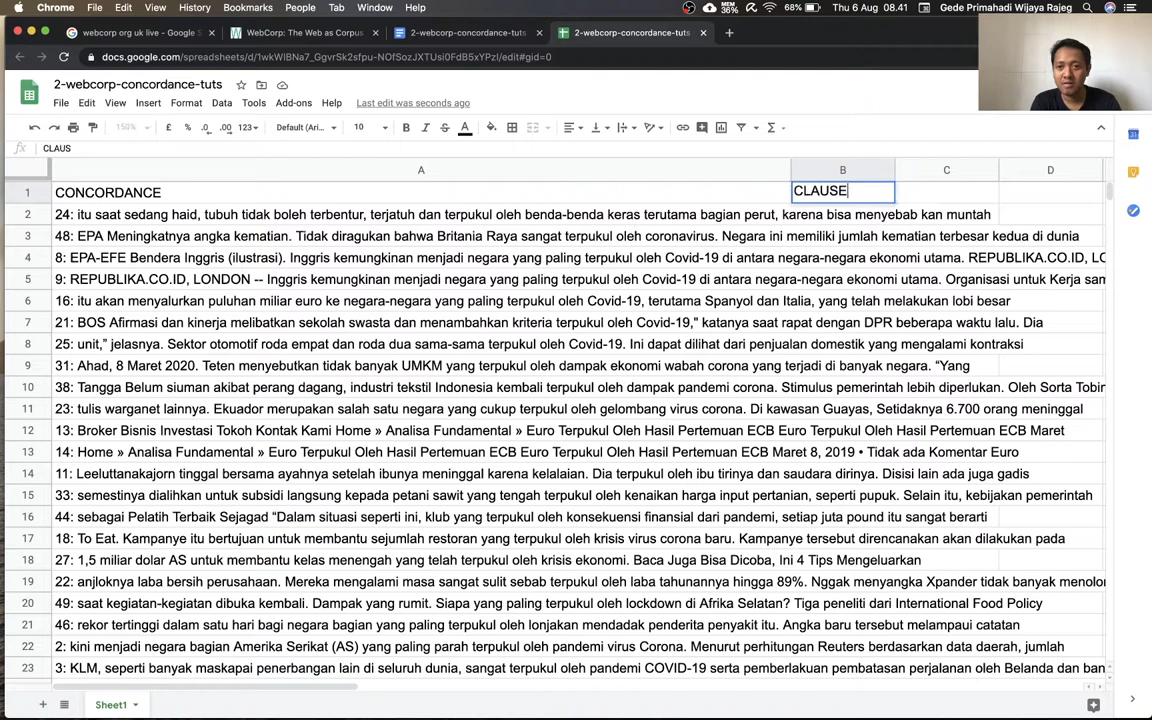 Chrome File Edit View History Bookmarks People Tab Window Help MEM 36% 68% Thu 6 Aug 08.41 Gede Primahadi Wijaya Rajeg
webcorp org uk live - Google S WebCorp: The Web as Corpus 2-webcorp-concordance-tuts 2-webcorp-concordance-tuts
docs.google.com/spreadsheets/d/1wkWIBNa7_GgvrSk2sfpu-NOfSozJXTUsi0FdB5xYPzI/edit#gid=0
2-webcorp-concordance-tuts
File Edit View Insert Format Data Tools Add-ons Help Last edit was seconds ago
150% £ % .0 .00 123 Default (Ari... 10 B I S A
fx CLAUS
A B C D
1 CONCORDANCE CLAUSE
2 24: itu saat sedang haid, tubuh tidak boleh terbentur, terjatuh dan terpukul oleh benda-benda keras terutama bagian perut, karena bisa menyebab kan muntah
3 48: EPA Meningkatnya angka kematian. Tidak diragukan bahwa Britania Raya sangat terpukul oleh coronavirus. Negara ini memiliki jumlah kematian terbesar kedua di dunia
4 8: EPA-EFE Bendera Inggris (ilustrasi). Inggris kemungkinan menjadi negara yang paling terpukul oleh Covid-19 di antara negara-negara ekonomi utama. REPUBLIKA.CO.ID, LO
5 9: REPUBLIKA.CO.ID, LONDON -- Inggris kemungkinan menjadi negara yang paling terpukul oleh Covid-19 di antara negara-negara ekonomi utama. Organisasi untuk Kerja sam
6 16: itu akan menyalurkan puluhan miliar euro ke negara-negara yang paling terpukul oleh Covid-19, terutama Spanyol dan Italia, yang telah melakukan lobi besar
7 21: BOS Afirmasi dan kinerja melibatkan sekolah swasta dan menambahkan kriteria terpukul oleh Covid-19," katanya saat rapat dengan DPR beberapa waktu lalu. Dia
8 25: unit,” jelasnya. Sektor otomotif roda empat dan roda dua sama-sama terpukul oleh Covid-19. Ini dapat dilihat dari penjualan domestik yang mengalami kontraksi
9 31: Ahad, 8 Maret 2020. Teten menyebutkan tidak banyak UMKM yang terpukul oleh dampak ekonomi wabah corona yang terjadi di banyak negara. “Yang
10 38: Tangga Belum siuman akibat perang dagang, industri tekstil Indonesia kembali terpukul oleh dampak pandemi corona. Stimulus pemerintah lebih diperlukan. Oleh Sorta Tobin
11 23: tulis warganet lainnya. Ekuador merupakan salah satu negara yang cukup terpukul oleh gelombang virus corona. Di kawasan Guayas, Setidaknya 6.700 orang meninggal
12 13: Broker Bisnis Investasi Tokoh Kontak Kami Home » Analisa Fundamental » Euro Terpukul Oleh Hasil Pertemuan ECB Euro Terpukul Oleh Hasil Pertemuan ECB Maret
13 14: Home » Analisa Fundamental » Euro Terpukul Oleh Hasil Pertemuan ECB Euro Terpukul Oleh Hasil Pertemuan ECB Maret 8, 2019 • Tidak ada Komentar Euro
14 11: Leeluttanakajorn tinggal bersama ayahnya setelah ibunya meninggal karena kelalaian. Dia terpukul oleh ibu tirinya dan saudara dirinya. Disisi lain ada juga gadis
15 33: semestinya dialihkan untuk subsidi langsung kepada petani sawit yang tengah terpukul oleh kenaikan harga input pertanian, seperti pupuk. Selain itu, kebijakan pemerintah
16 44: sebagai Pelatih Terbaik Sejagad “Dalam situasi seperti ini, klub yang terpukul oleh konsekuensi finansial dari pandemi, setiap juta pound itu sangat berarti
17 18: To Eat. Kampanye itu bertujuan untuk membantu sejumlah restoran yang terpukul oleh krisis virus corona baru. Kampanye tersebut direncanakan akan dilakukan pada
18 27: 1,5 miliar dolar AS untuk membantu kelas menengah yang telah terpukul oleh krisis ekonomi. Baca Juga Bisa Dicoba, Ini 4 Tips Mengeluarkan
19 22: anjloknya laba bersih perusahaan. Mereka mengalami masa sangat sulit sebab terpukul oleh laba tahunannya hingga 89%. Nggak menyangka Xpander tidak banyak menolon
20 49: saat kegiatan-kegiatan dibuka kembali. Dampak yang rumit. Siapa yang paling terpukul oleh lockdown di Afrika Selatan? Tiga peneliti dari International Food Policy
21 46: rekor tertinggi dalam satu hari bagi negara bagian yang paling terpukul oleh lonjakan mendadak penderita penyakit itu. Angka baru tersebut melampaui catatan
22 2: kini menjadi negara bagian Amerika Serikat (AS) yang paling parah terpukul oleh pandemi virus Corona. Menurut perhitungan Reuters berdasarkan data daerah, jumlah
23 3: KLM, seperti banyak maskapai penerbangan lain di seluruh dunia, sangat terpukul oleh pandemi COVID-19 serta pemberlakuan pembatasan perjalanan oleh Belanda dan ban
Sheet1